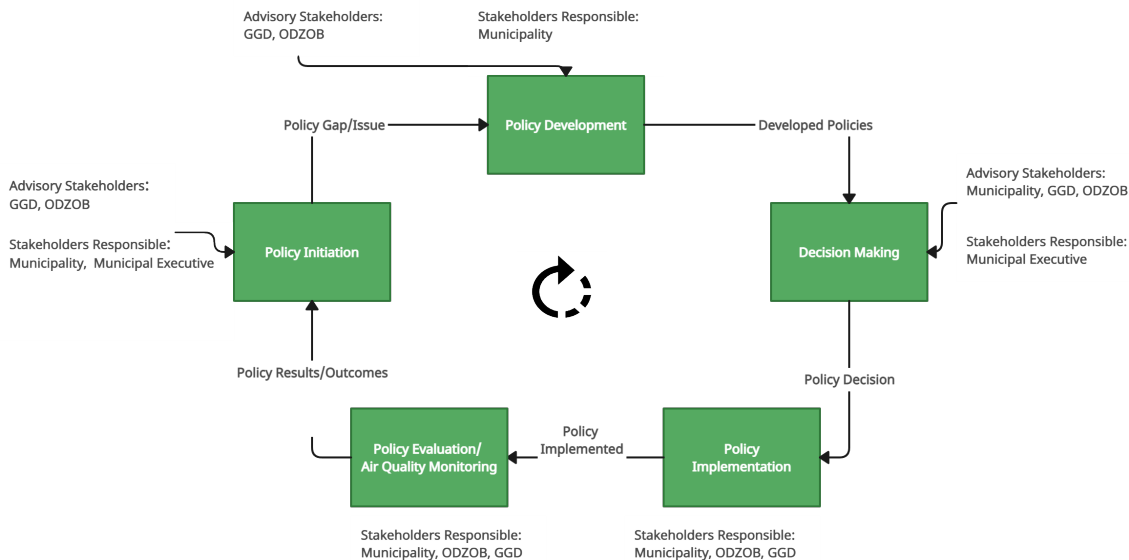 Advisory Stakeholders:
GGD, ODZOB
Stakeholders Responsible:
Municipality
Policy Gap/Issue
Policy Development
Developed Policies
Advisory Stakeholders:
GGD, ODZOB
Stakeholders Responsible:
Municipality, Municipal Executive
Policy Initiation
Decision Making
Advisory Stakeholders:
Municipality, GGD, ODZOB
Stakeholders Responsible:
Municipal Executive
Policy Results/Outcomes
Policy Decision
Policy Evaluation/
Air Quality Monitoring
Policy
Implemented
Policy
Implementation
Stakeholders Responsible:
Municipality, ODZOB, GGD
Stakeholders Responsible:
Municipality, ODZOB, GGD